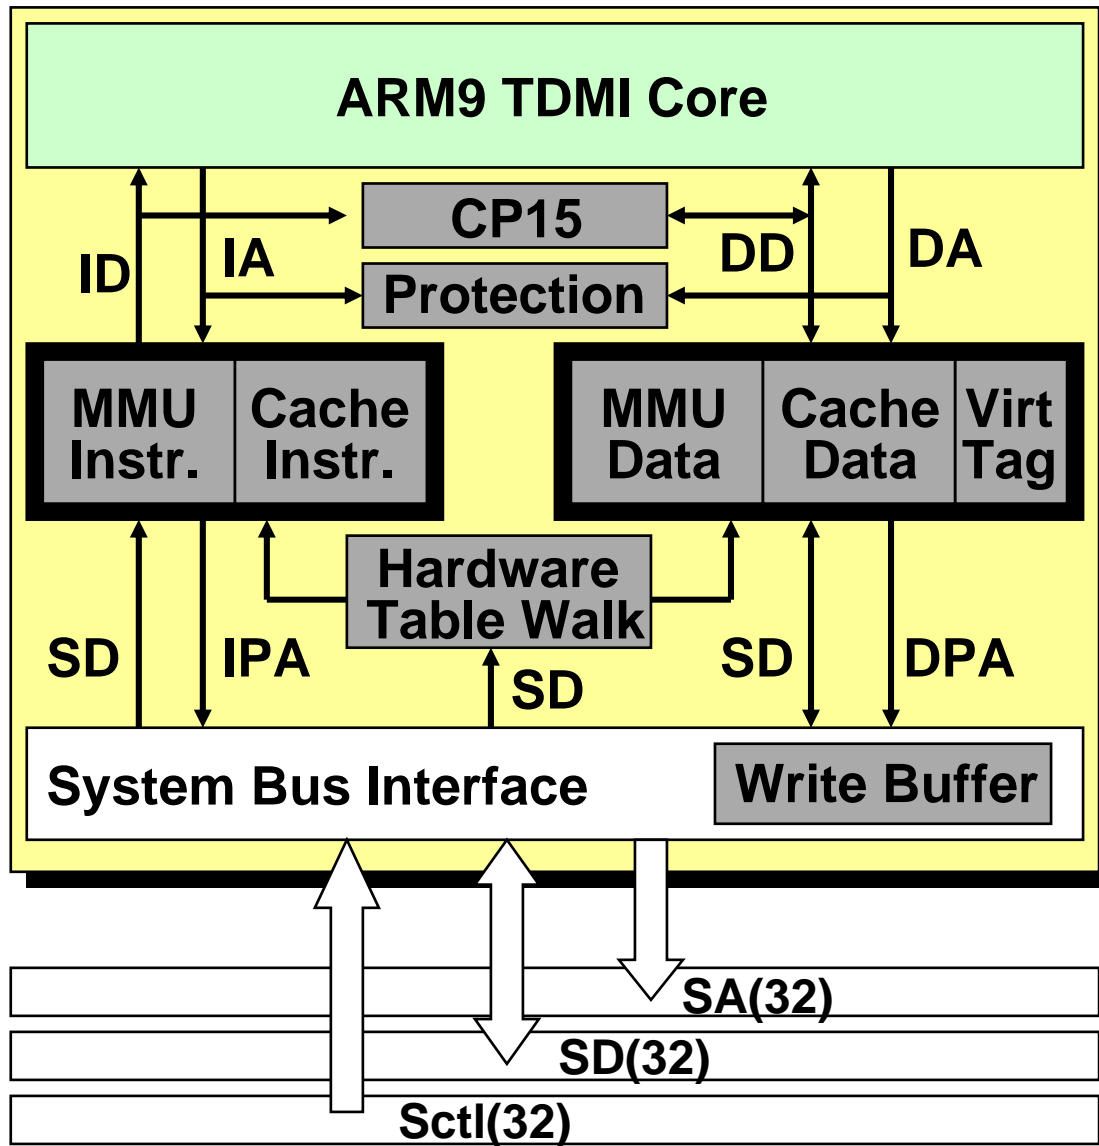 ARM9 TDMI Core
CP15
ID
IA
DD
DA
Protection
MMU
Instr.
Cache
Instr.
MMU
Data
Cache
Data
Virt
Tag
Hardware
Table Walk
SD
IPA
SD
SD
DPA
System Bus Interface
Write Buffer
SA(32)
SD(32)
Sctl(32)